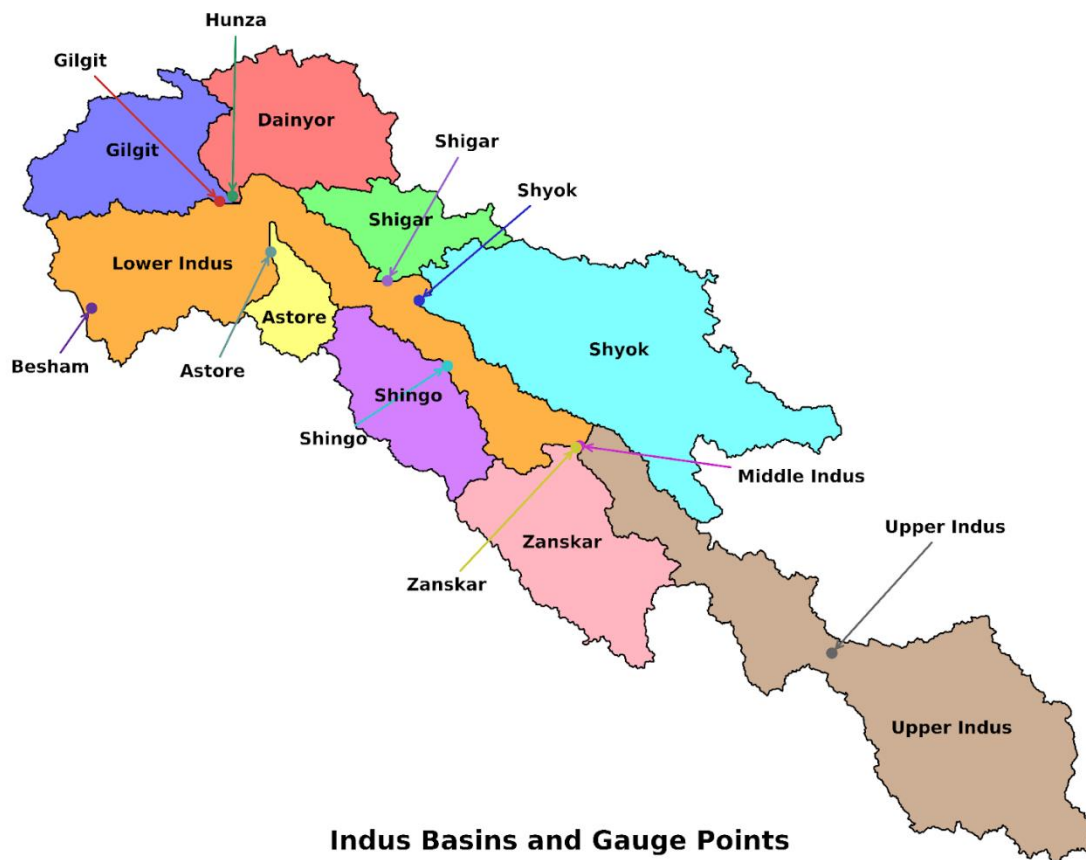 Hunza
Gilgit
Dainyor
Shigar
Gilgit
Shyok
Shigar
Lower Indus
Astore
Shyok
Besham
Astore
Shingo
Shingo
Middle Indus
Upper Indus
Zanskar
Zanskar
Upper Indus
Indus Basins and Gauge Points